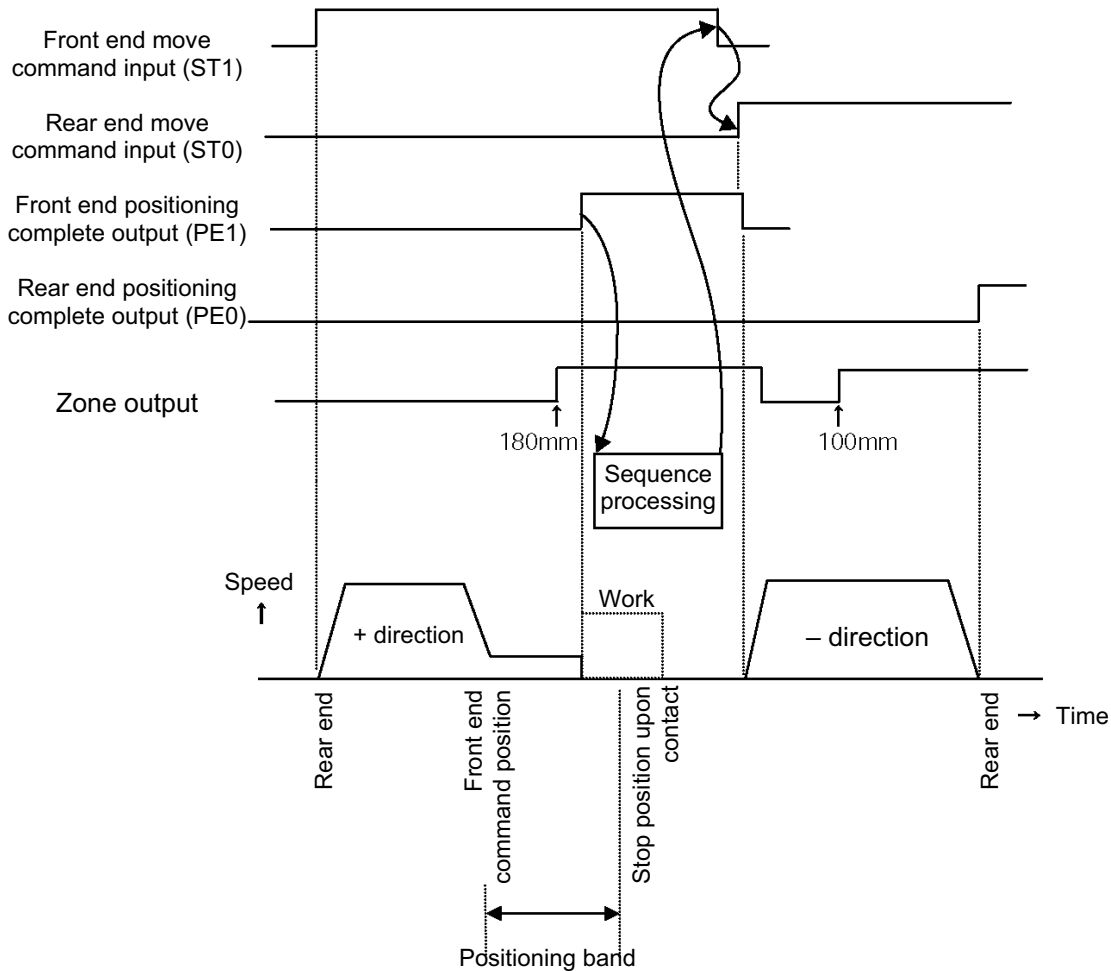 Front end move
command input (ST1)
Rear end move
command input (ST0)
Front end positioning
complete output (PE1)
Rear end positioning
complete output (PE0)
Zone output
180mm
100mm
Sequence
processing
Speed
↑
+ direction
Work
– direction
Rear end
Front end
command position
Stop position upon
contact
Rear end
→ Time
Positioning band